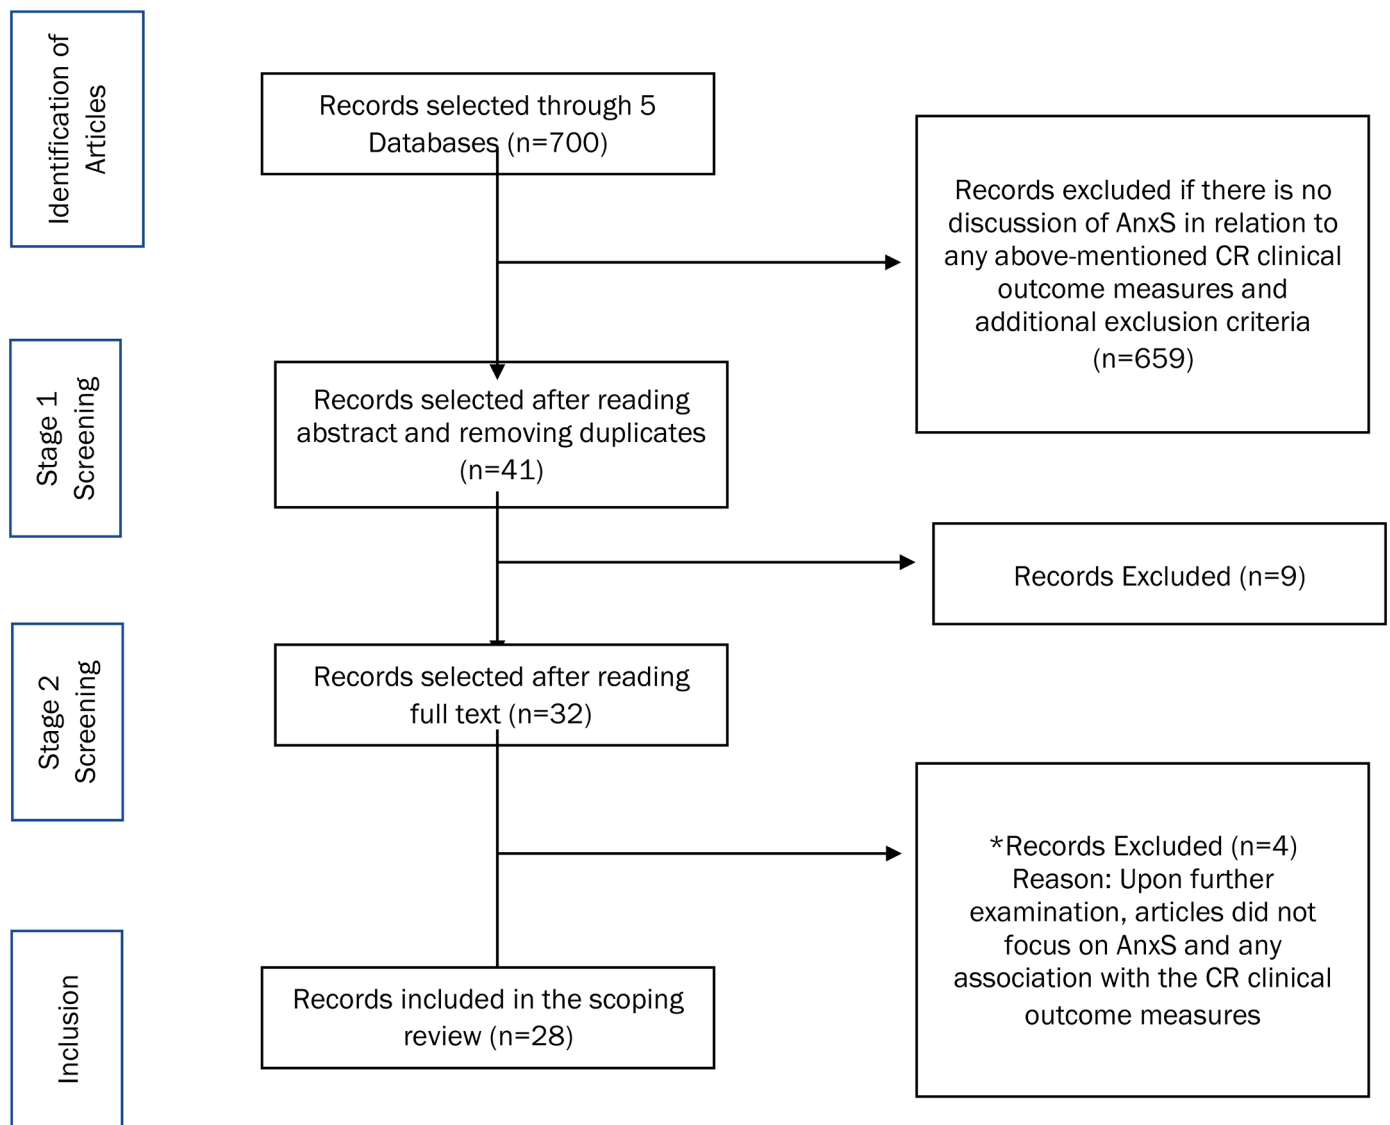 Identification of
Articles
Records selected through 5
Databases (n=700)
Records excluded if there is no
discussion of AnxS in relation to
any above-mentioned CR clinical
outcome measures and
additional exclusion criteria
(n=659)
Stage 1
Screening
Records selected after reading
abstract and removing duplicates
(n=41)
Records Excluded (n=9)
Stage 2
Screening
Records selected after reading
full text (n=32)
*Records Excluded (n=4)
Reason: Upon further
examination, articles did not
focus on AnxS and any
association with the CR clinical
outcome measures
Inclusion
Records included in the scoping
review (n=28)